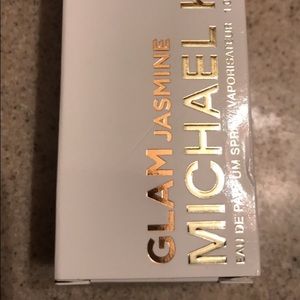 GLAM JASMINE
MICHAEL
EAU DE PARFUM SPRAY/VAPORISATEUR